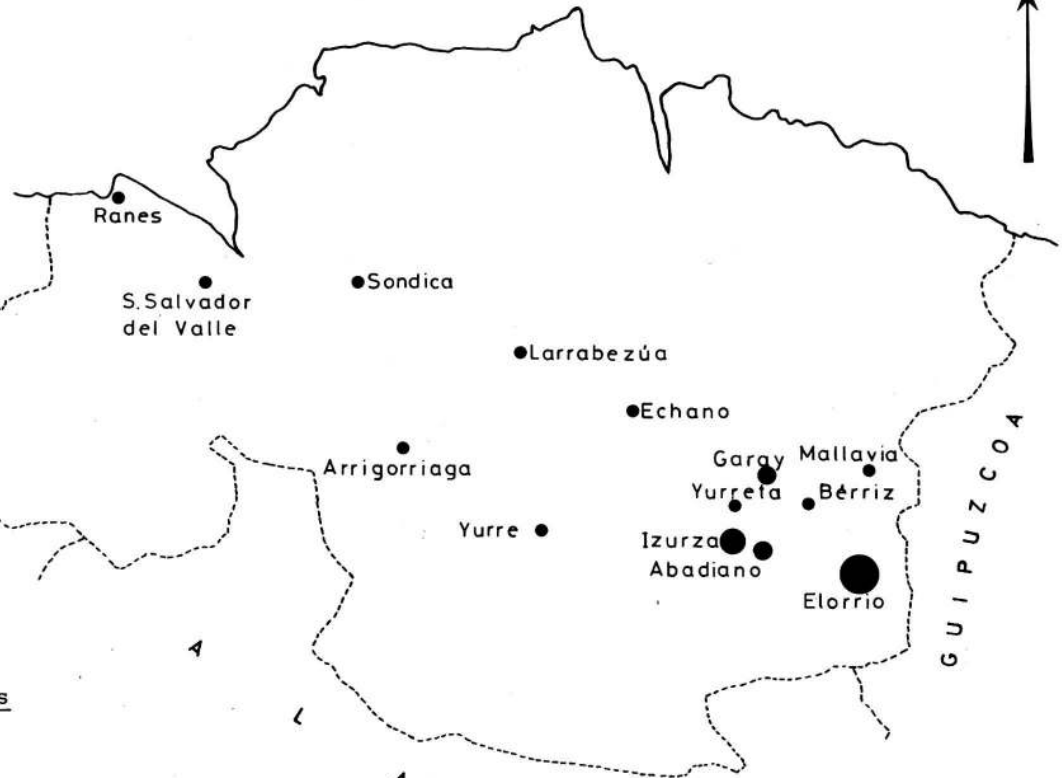 Ranes
S. Salvador
del Valle
Sondica
Larrabezúa
Echano
Arrigorriaga
Garay
Mallavia
Yurreta
Bérriz
Yurre
Izurza
Abadiano
Elorrio
GUIPUZCOA
A
L